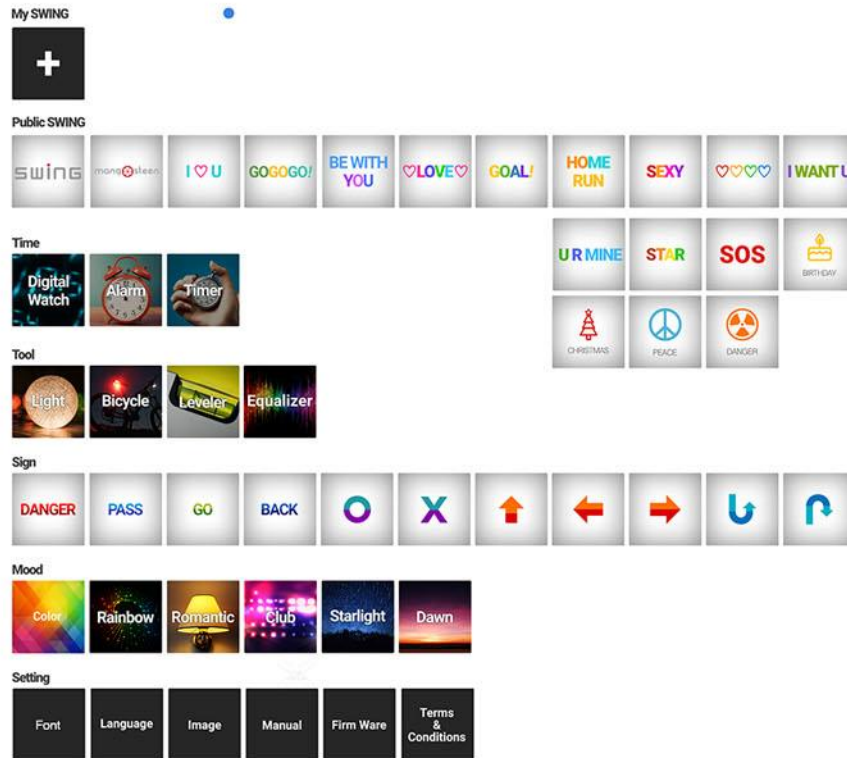 My SWING
Public SWING
SWING
mangosteen
I ♡ U
GOGOGO!
BE WITH
YOU
♡LOVE♡
GOAL!
HOME
RUN
SEXY
♡♡♡♡
I WANT U
U R MINE
STAR
SOS
BIRTHDAY
CHRISTMAS
PEACE
DANGER
Time
Digital
Watch
Alarm
Timer
Tool
Light
Bicycle
Leveler
Equalizer
Sign
DANGER
PASS
GO
BACK
O
X
Mood
Color
Rainbow
Romantic
Club
Starlight
Dawn
Setting
Font
Language
Image
Manual
Firm Ware
Terms
&
Conditions